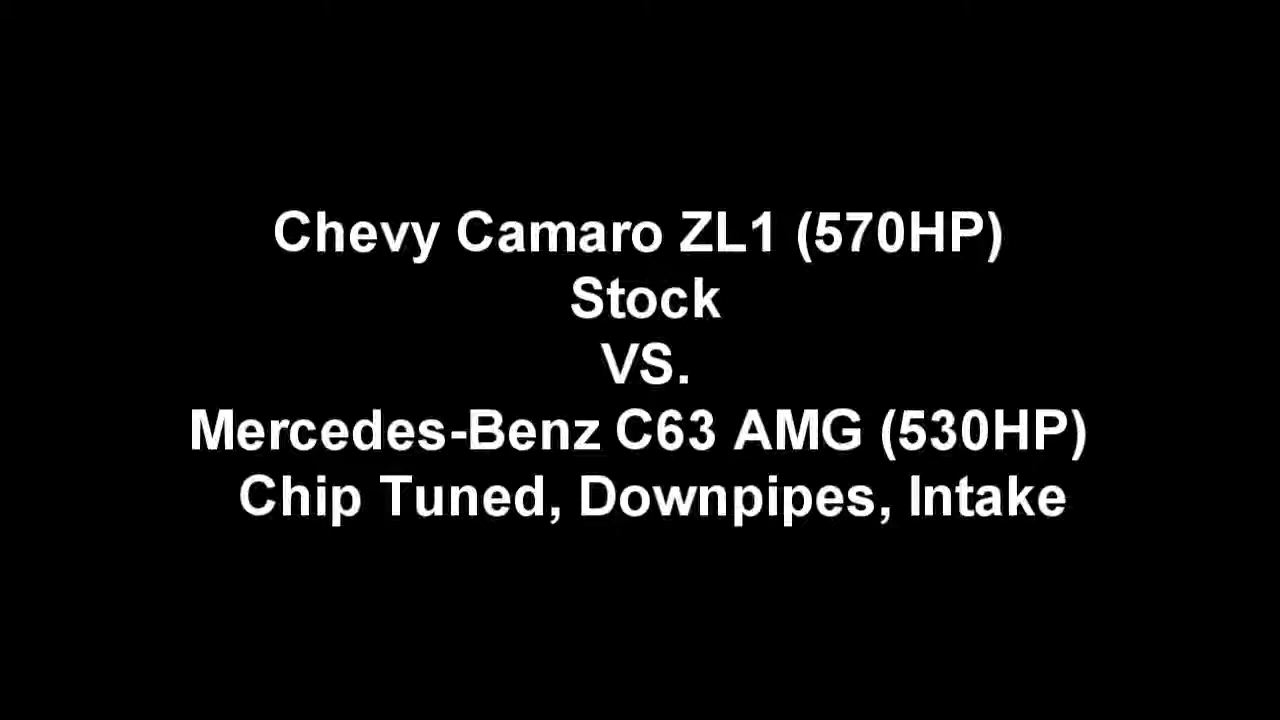 Chevy Camaro ZL1 (570HP)
Stock
VS.
Mercedes-Benz C63 AMG (530HP)
Chip Tuned, Downpipes, Intake